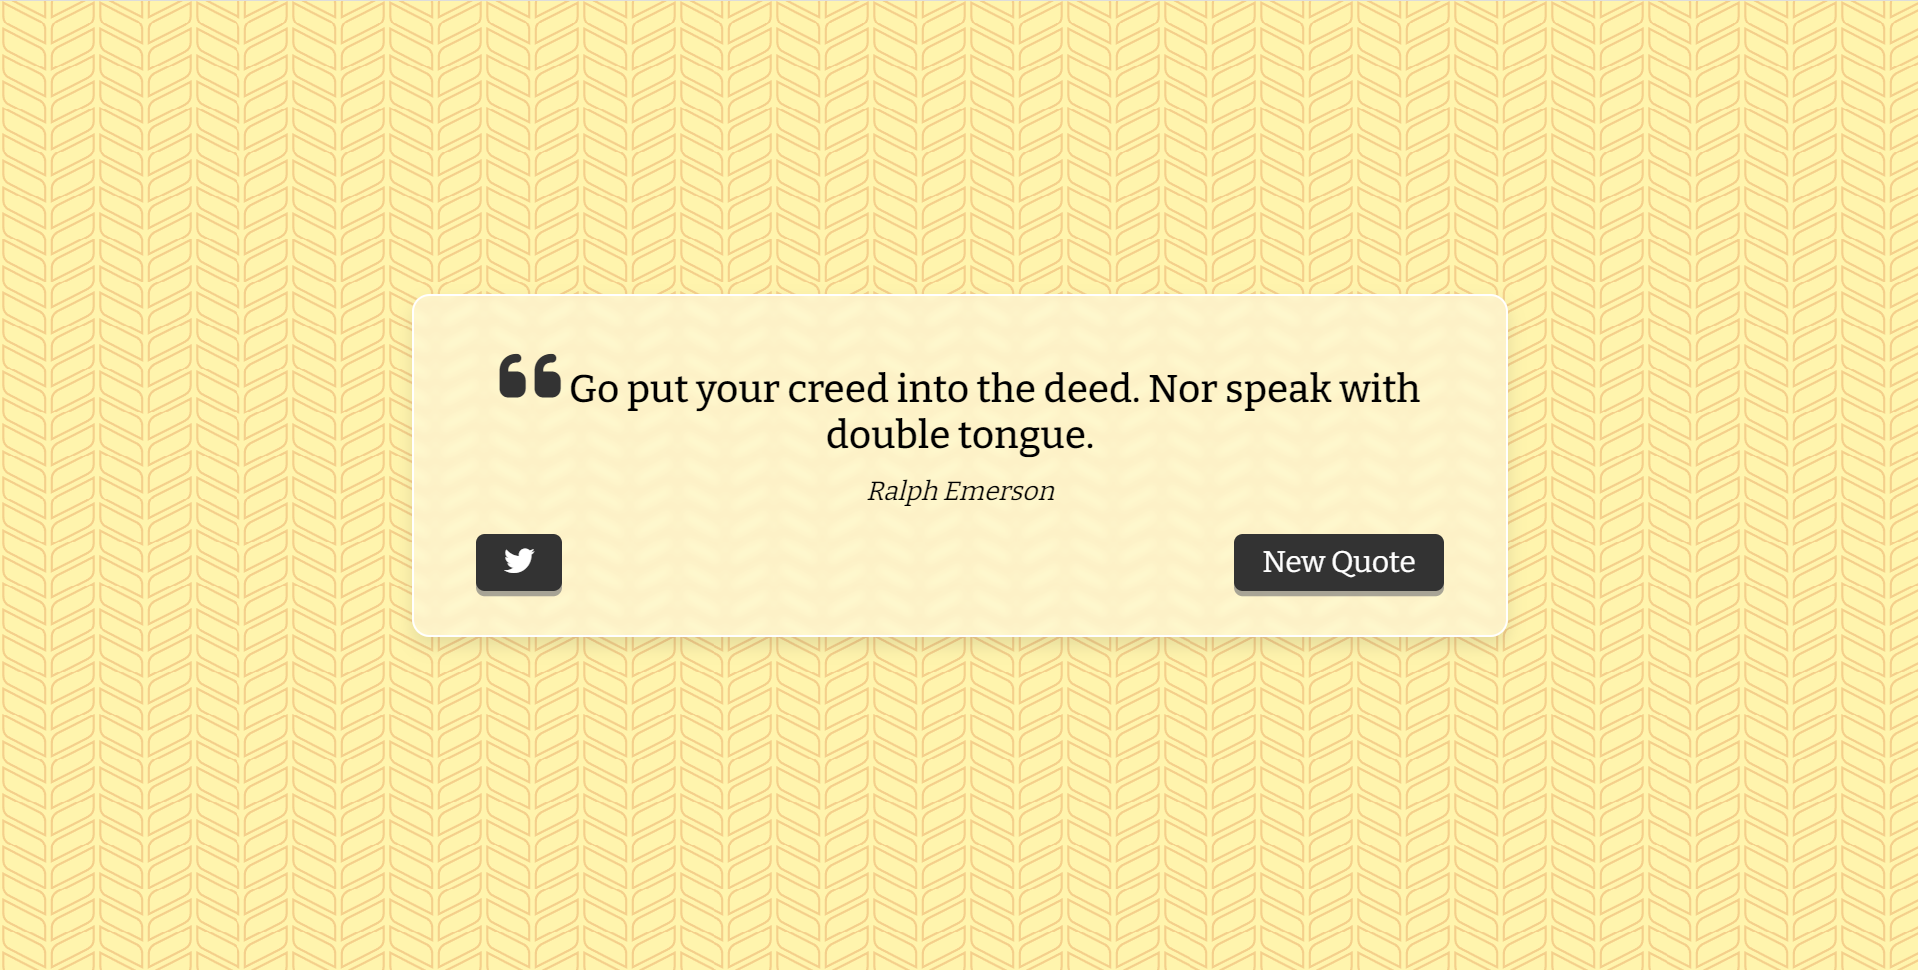 Go put your creed into the deed. Nor speak with
double tongue.
Ralph Emerson
New Quote